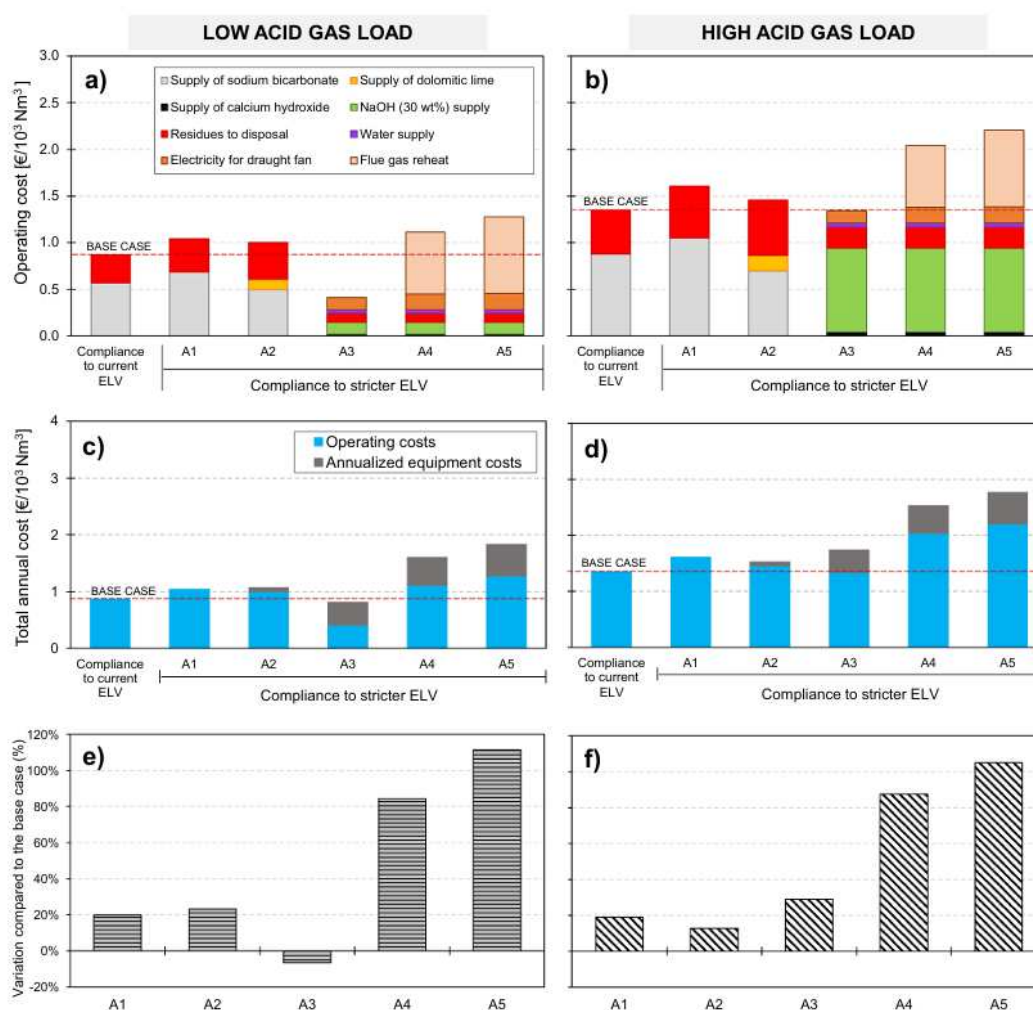 LOW ACID GAS LOAD
HIGH ACID GAS LOAD
Operating cost [€/10³ Nm³]
3.0
2.5
2.0
1.5
1.0
0.5
0.0
a)
Supply of sodium bicarbonate
Supply of dolomitic lime
Supply of calcium hydroxide
NaOH (30 wt%) supply
Residues to disposal
Water supply
Electricity for draught fan
Flue gas reheat
BASE CASE
Compliance
to current
ELV
A1
A2
A3
A4
A5
Compliance to stricter ELV
b)
BASE CASE
Compliance
to current
ELV
A1
A2
A3
A4
A5
Compliance to stricter ELV
Total annual cost [€/10³ Nm³]
4
3
2
1
0
c)
Operating costs
Annualized equipment costs
BASE CASE
Compliance
to current
ELV
A1
A2
A3
A4
A5
Compliance to stricter ELV
d)
BASE CASE
Compliance
to current
ELV
A1
A2
A3
A4
A5
Compliance to stricter ELV
Variation compared to the base case (%)
120%
100%
80%
60%
40%
20%
0%
-20%
e)
A1
A2
A3
A4
A5
f)
A1
A2
A3
A4
A5